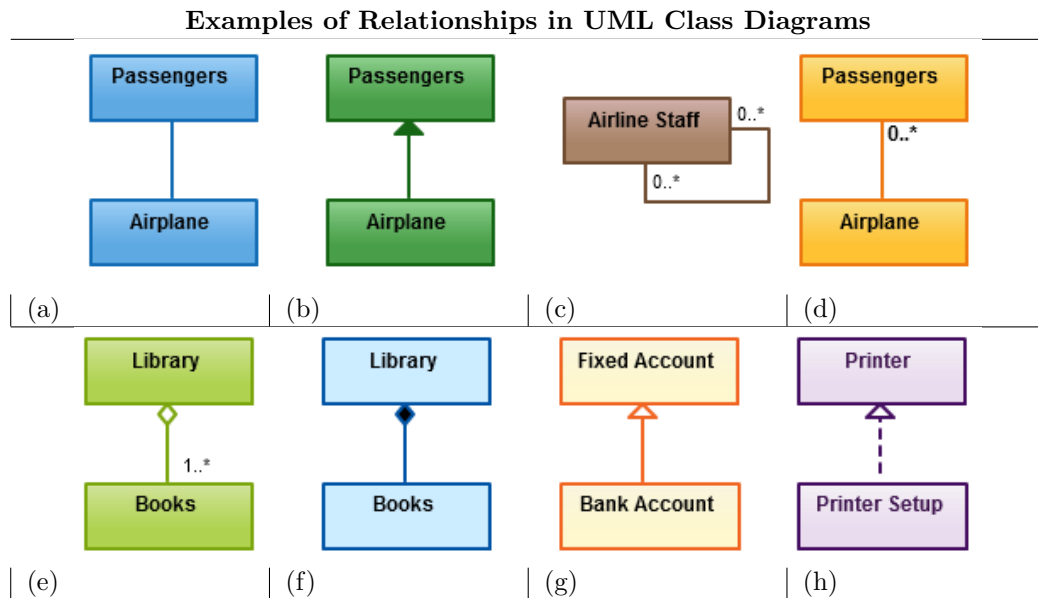 Examples of Relationships in UML Class Diagrams
Passengers
Airplane
(a)
Passengers
Airplane
(b)
Airline Staff
0..*
0..*
(c)
Passengers
0..*
Airplane
(d)
Library
1..*
Books
(e)
Library
Books
(f)
Fixed Account
Bank Account
(g)
Printer
Printer Setup
(h)